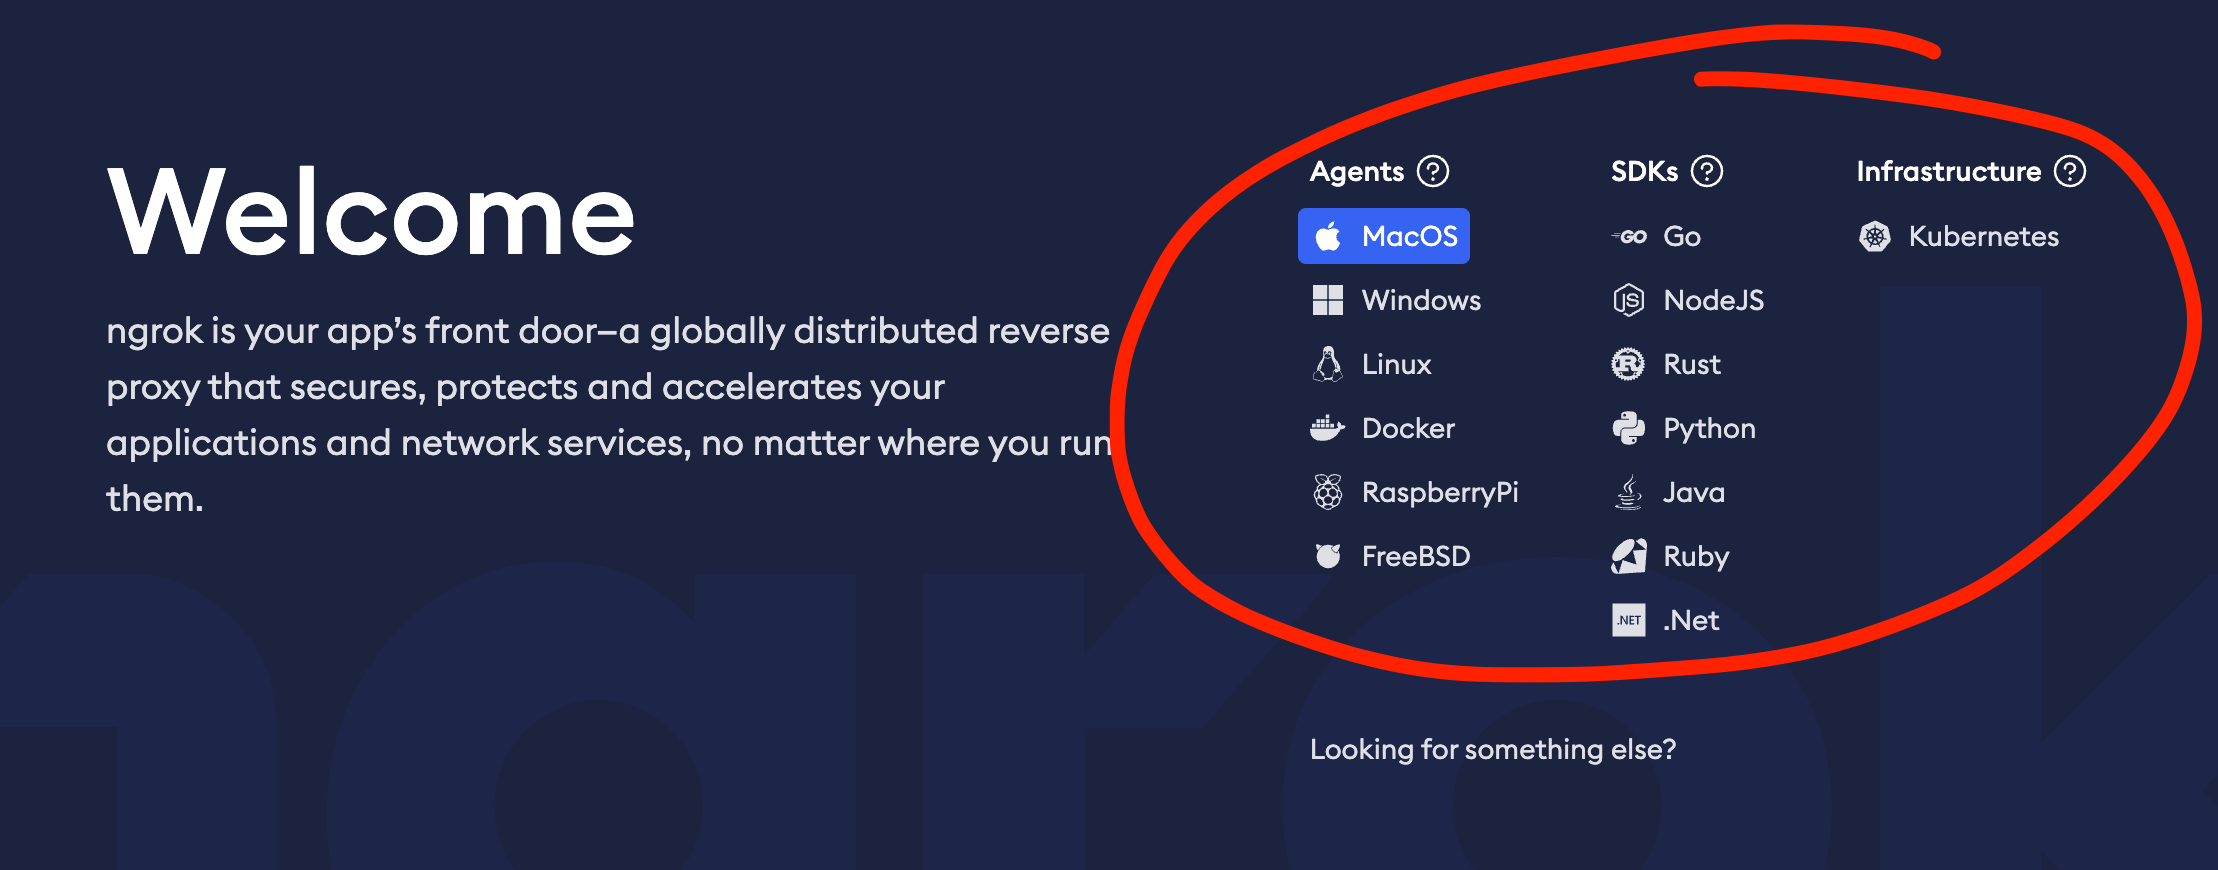 Welcome
ngrok is your app's front door—a globally distributed reverse
proxy that secures, protects and accelerates your
applications and network services, no matter where you run
them.
Agents ?
MacOS
Windows
Linux
Docker
RaspberryPi
FreeBSD
SDKs ?
GO Go
JS NodeJS
R Rust
Python
Java
Ruby
.NET .Net
Infrastructure ?
Kubernetes
Looking for something else?
ngrok